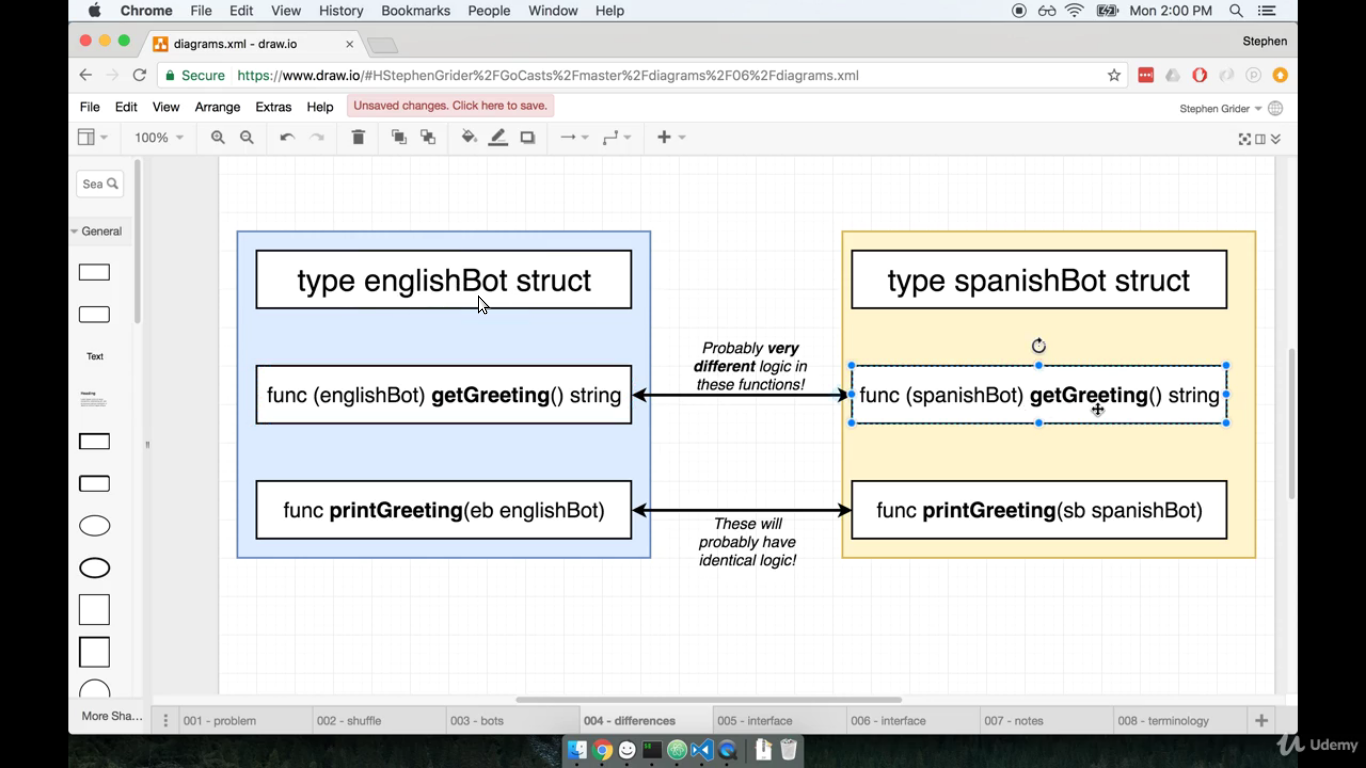 Chrome File Edit View History Bookmarks People Window Help Mon 2:00 PM
diagrams.xml - draw.io Stephen
Secure https://www.draw.io/#HStephenGrider%2FGoCasts%2Fmaster%2Fdiagrams%2F06%2Fdiagrams.xml
File Edit View Arrange Extras Help Unsaved changes. Click here to save. Stephen Grider
100%
Sea
General
Text
Heading
type englishBot struct
type spanishBot struct
Probably very
different logic in
these functions!
func (englishBot) getGreeting() string
func (spanishBot) getGreeting() string
func printGreeting(eb englishBot)
func printGreeting(sb spanishBot)
These will
probably have
identical logic!
More Sha...
001 - problem 002 - shuffle 003 - bots 004 - differences 005 - interface 006 - interface 007 - notes 008 - terminology
Udemy